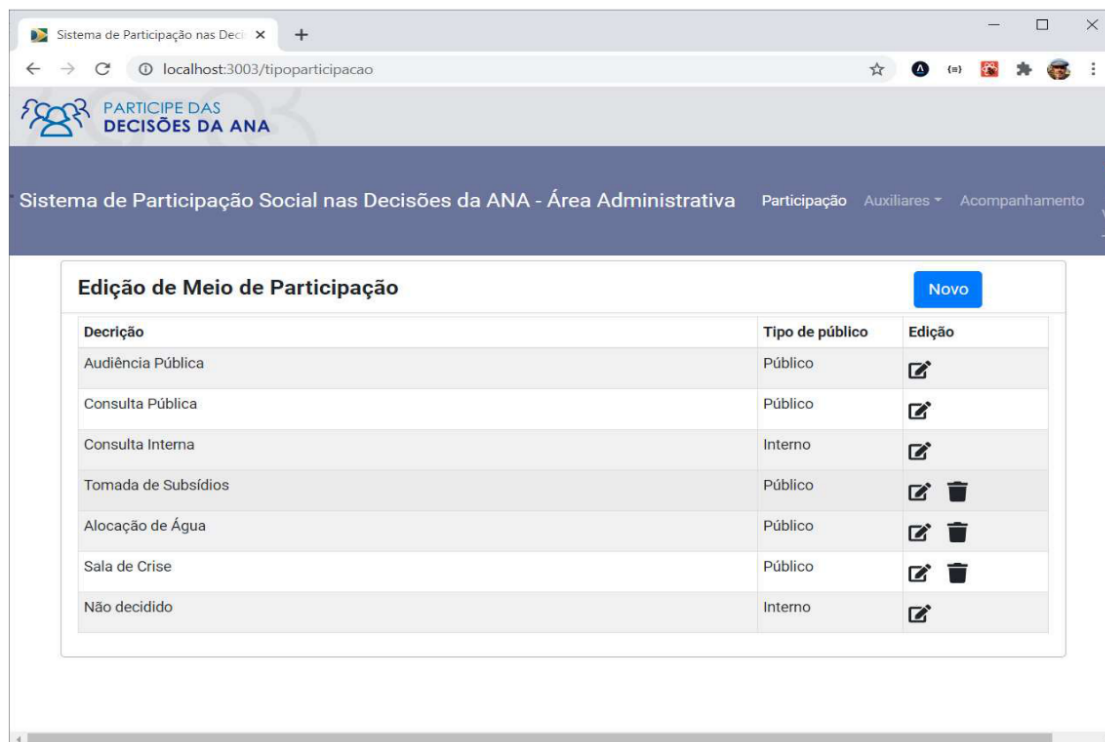 Sistema de Participação nas Deci
localhost:3003/tipoparticipacao
PARTICIPE DAS
DECISÕES DA ANA
Sistema de Participação Social nas Decisões da ANA - Área Administrativa Participação Auxiliares Acompanhamento
Edição de Meio de Participação Novo
Decrição Tipo de público Edição
Audiência Pública Público
Consulta Pública Público
Consulta Interna Interno
Tomada de Subsídios Público
Alocação de Água Público
Sala de Crise Público
Não decidido Interno